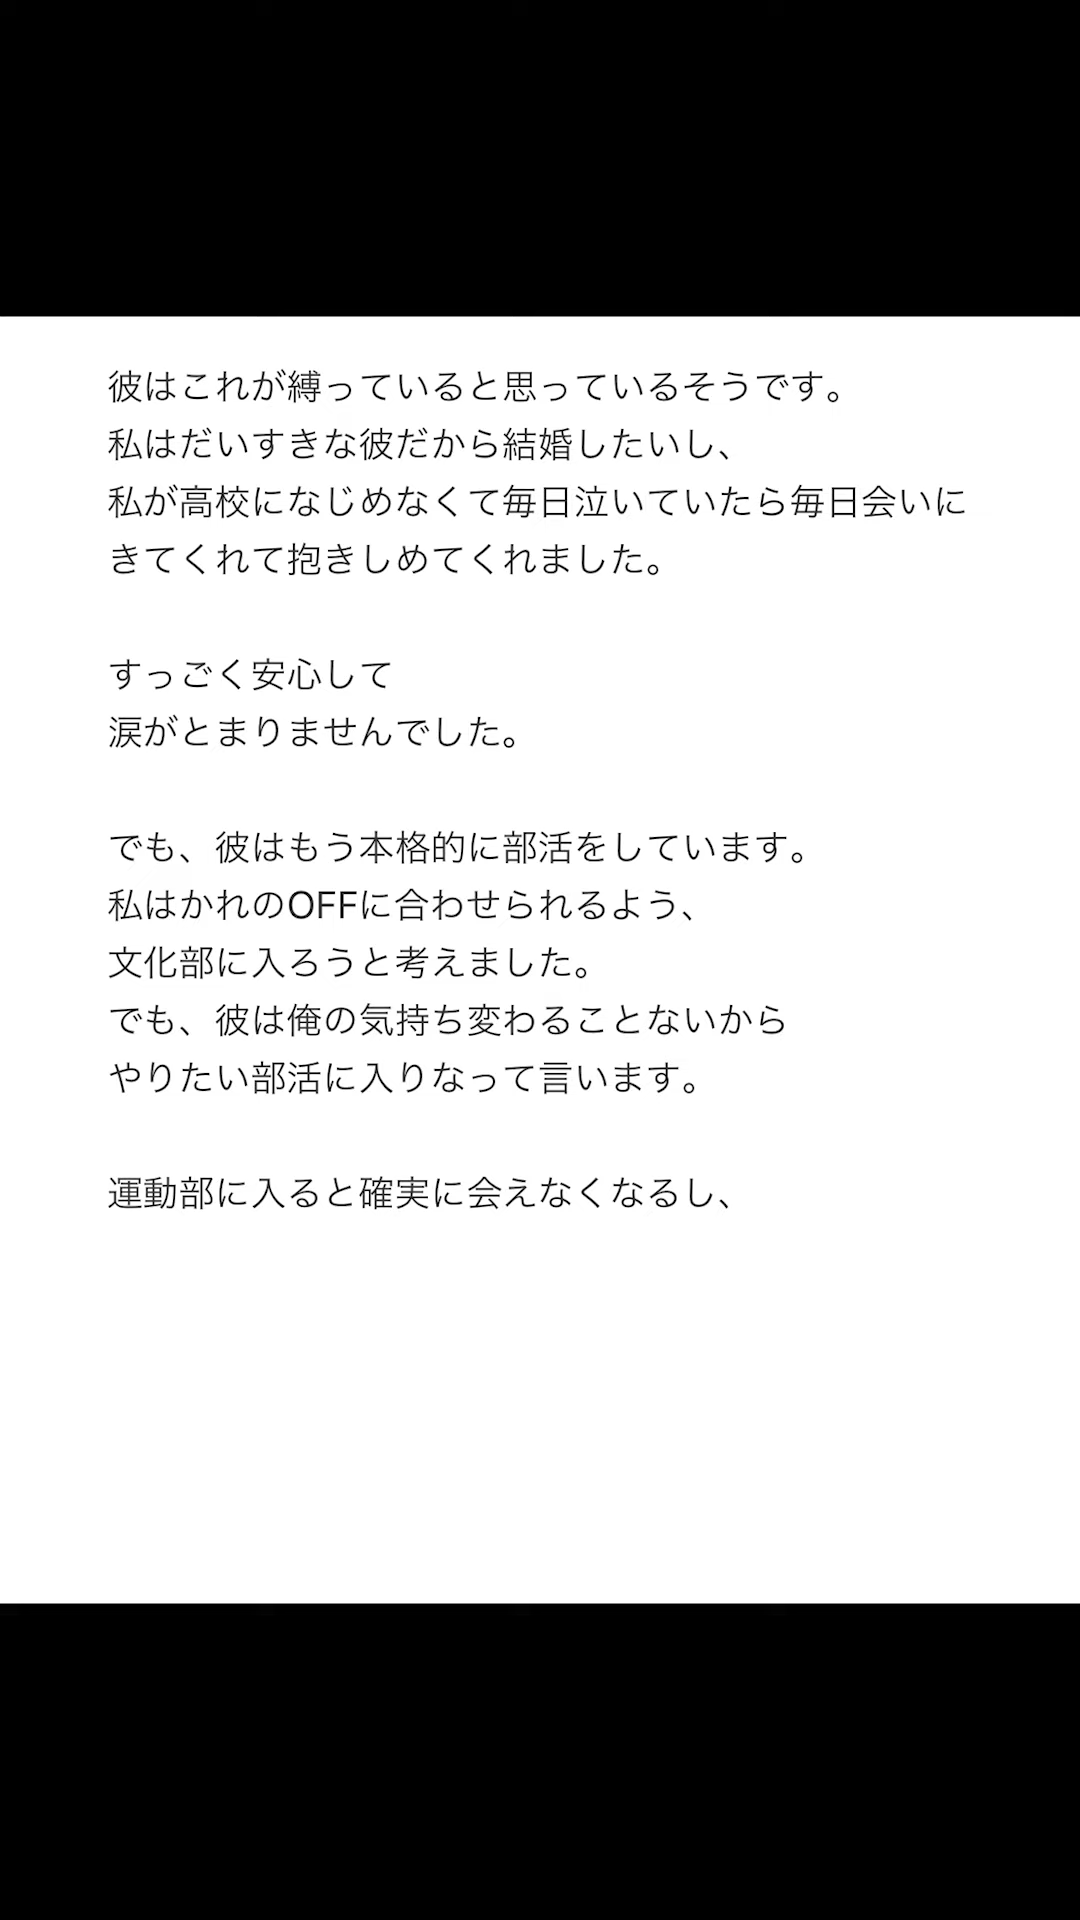 彼はこれが縛っていると思っているそうです。
私はだいすきな彼だから結婚したいし、
私が高校になじめなくて毎日泣いていたら毎日会いに
きてくれて抱きしめてくれました。
すっごく安心して
涙がとまりませんでした。
でも、彼はもう本格的に部活をしています。
私はかれのOFFに合わせられるよう、
文化部に入ろうと考えました。
でも、彼は俺の気持ち変わることないから
やりたい部活に入りなって言います。
運動部に入ると確実に会えなくなるし、